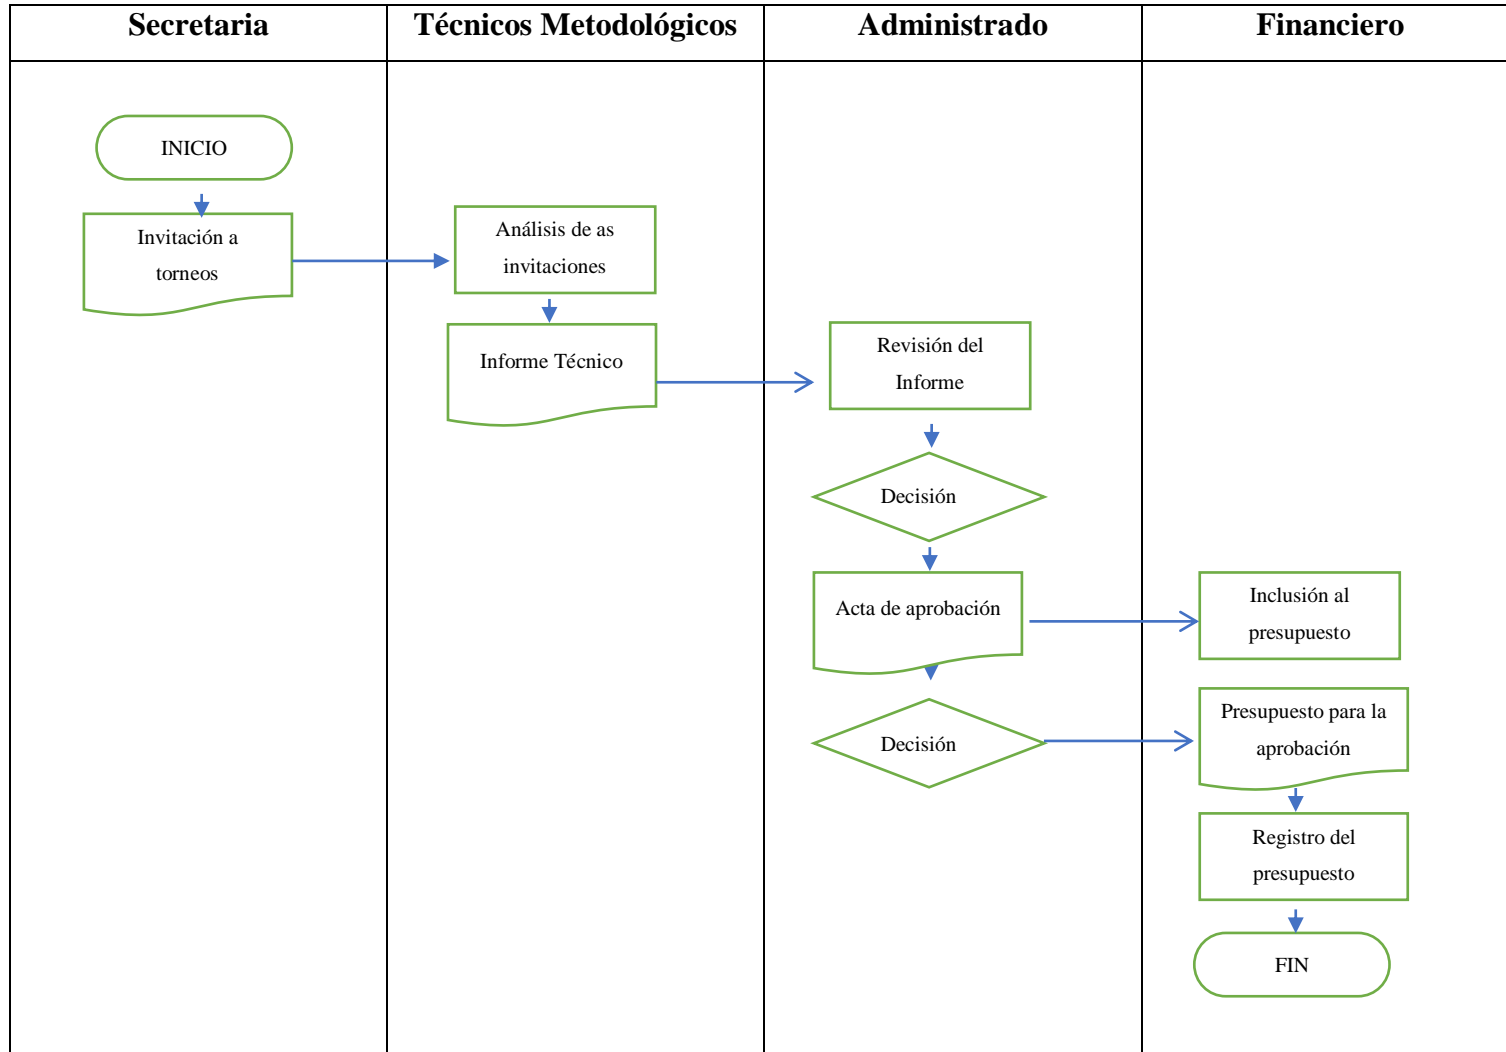 Secretaria
Técnicos Metodológicos
Administrado
Financiero
INICIO
Invitación a
torneos
Análisis de as
invitaciones
Informe Técnico
Revisión del
Informe
Decisión
Acta de aprobación
Inclusión al
presupuesto
Decisión
Presupuesto para la
aprobación
Registro del
presupuesto
FIN